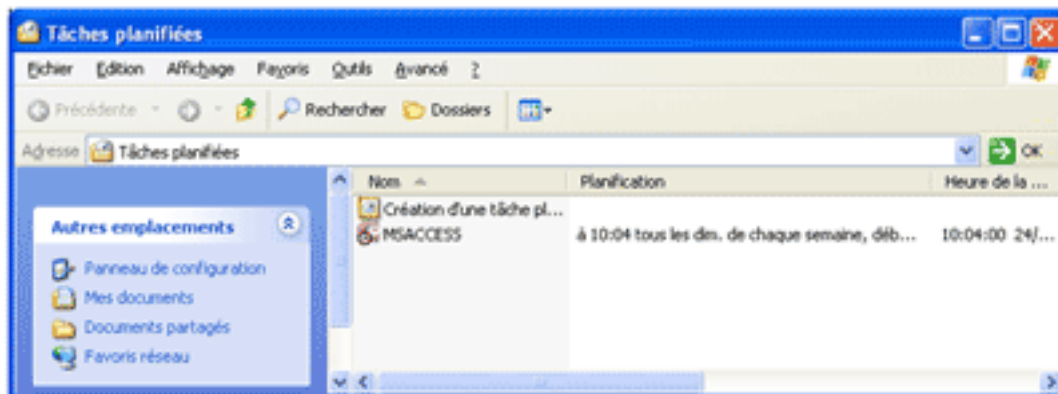 Tâches planifiées
Fichier Edition Affichage Favoris Outils Avancé ?
Précédente Rechercher Dossiers
Adresse Tâches planifiées OK
Nom Planification Heure de la ...
Création d'une tâche pl...
MSACCESS à 10:04 tous les dim. de chaque semaine, déb... 10:04:00 24/...
Autres emplacements
Panneau de configuration
Mes documents
Documents partagés
Favoris réseau